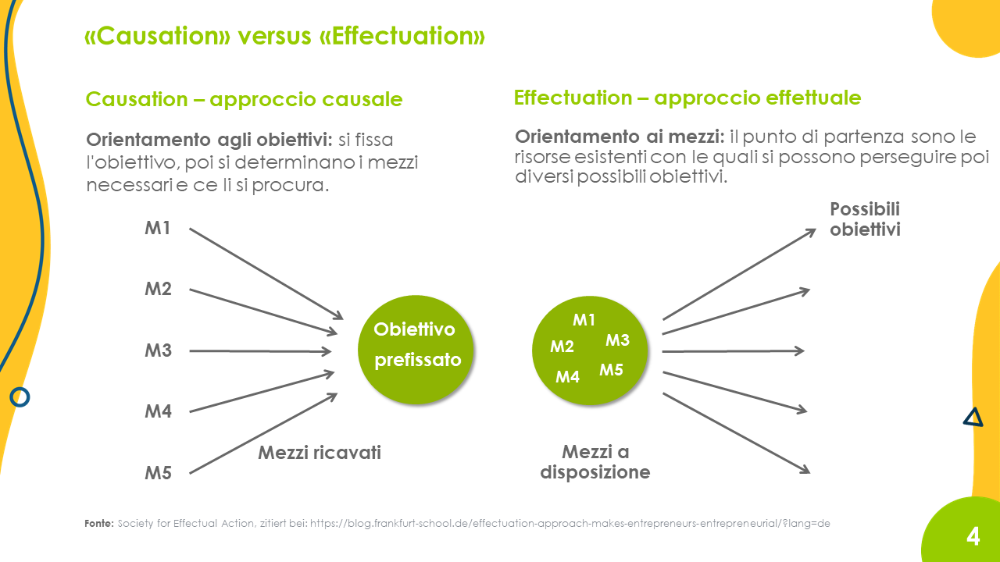 «Causation» versus «Effectuation»
Causation – approccio causale
Orientamento agli obiettivi: si fissa
l'obiettivo, poi si determinano i mezzi
necessari e ce li si procura.
M1
M2
M3
M4
M5
Obiettivo
prefissato
Mezzi ricavati
Effectuation – approccio effettuale
Orientamento ai mezzi: il punto di partenza sono le
risorse esistenti con le quali si possono perseguire poi
diversi possibili obiettivi.
Possibili
obiettivi
M1
M2
M3
M4
M5
Mezzi a
disposizione
Fonte: Society for Effectual Action, zitiert bei: https://blog.frankfurt-school.de/effectuation-approach-makes-entrepreneurs-entrepreneurial/?lang=de
4